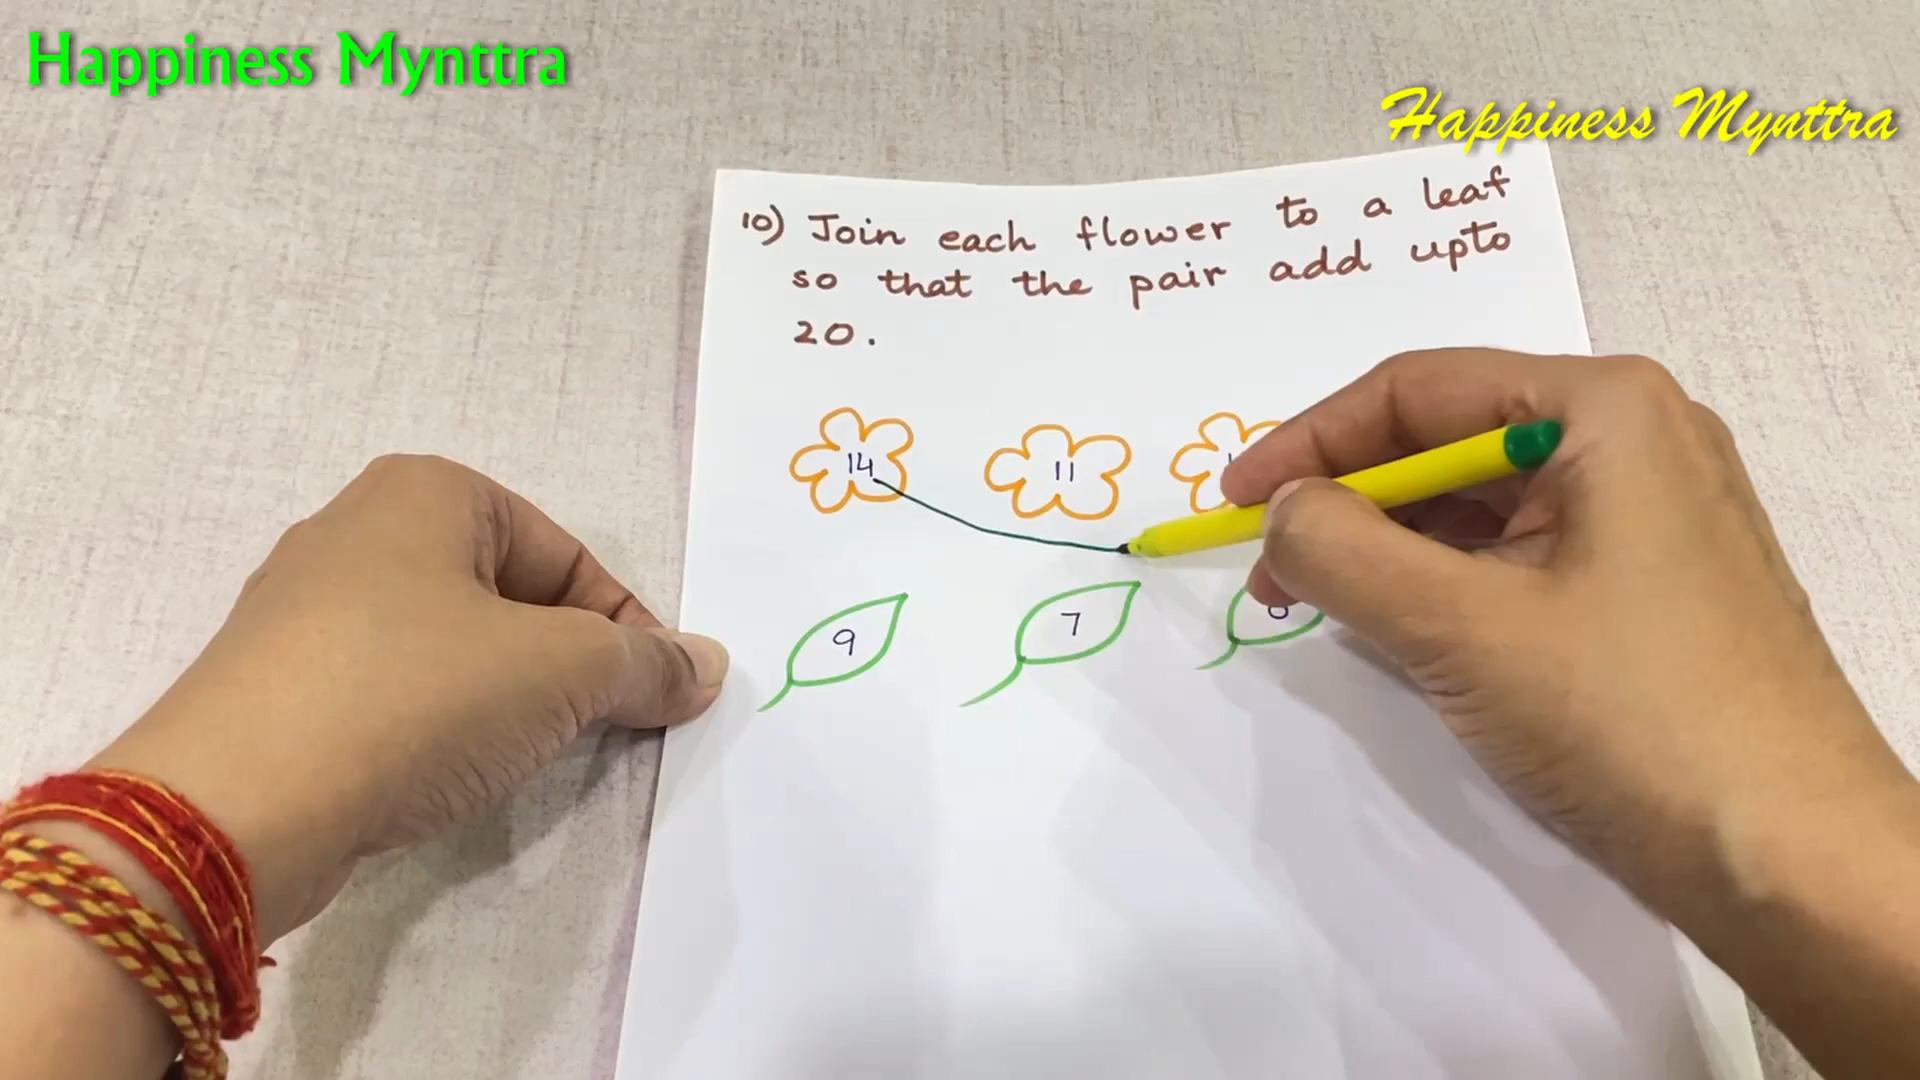 Happiness Mynttra
Happiness Mynttra
10) Join each flower to a leaf
so that the pair add upto
20.
14 11
9 7